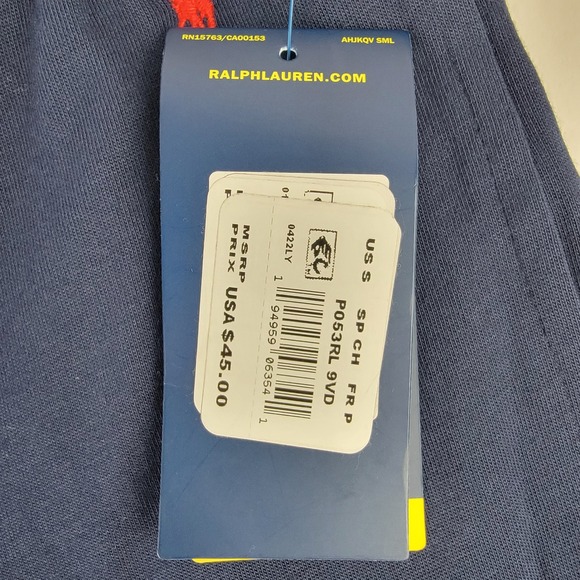 RN15763/CA00153
AHJKQV SML
RALPHLAUREN.COM
US S SP CH FR P
P053RL 9VD
0422LY
1 94959 06354 1
MSRP USA $45.00
PRIX